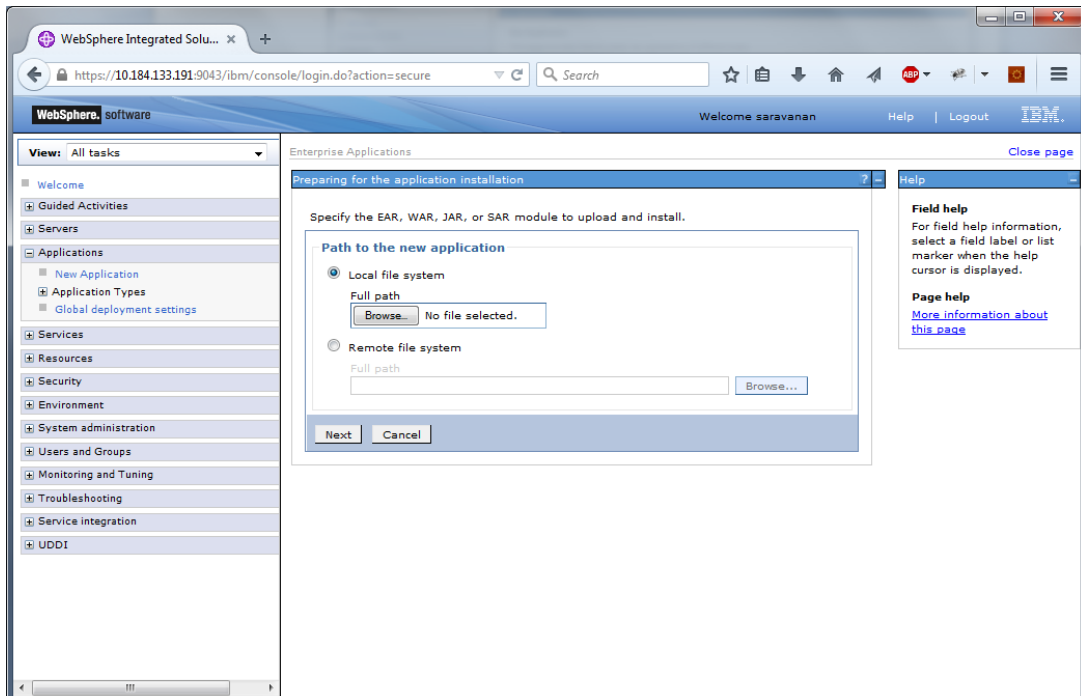 WebSphere Integrated Solu...
https://10.184.133.191:9043/ibm/console/login.do?action=secure
Search
ABP
WebSphere. software
Welcome saravanan
Help | Logout
IBM.
View: All tasks
Welcome
Guided Activities
Servers
Applications
New Application
Application Types
Global deployment settings
Services
Resources
Security
Environment
System administration
Users and Groups
Monitoring and Tuning
Troubleshooting
Service integration
UDDI
Enterprise Applications
Close page
Preparing for the application installation
?
Specify the EAR, WAR, JAR, or SAR module to upload and install.
Path to the new application
Local file system
Full path
Browse... No file selected.
Remote file system
Full path
Browse...
Next Cancel
Help
Field help
For field help information,
select a field label or list
marker when the help
cursor is displayed.
Page help
More information about
this page